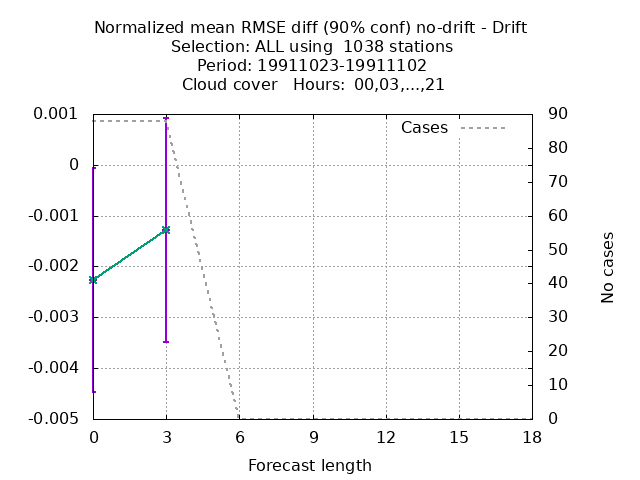 Normalized mean RMSE diff (90% conf) no-drift - Drift
Selection: ALL using  1038 stations
Period: 19911023-19911102
Cloud cover   Hours: 00,03,...,21
Cases
0.001
0
-0.001
-0.002
-0.003
-0.004
-0.005
90
80
70
60
50
40
30
20
10
0
No cases
0 3 6 9 12 15 18
Forecast length